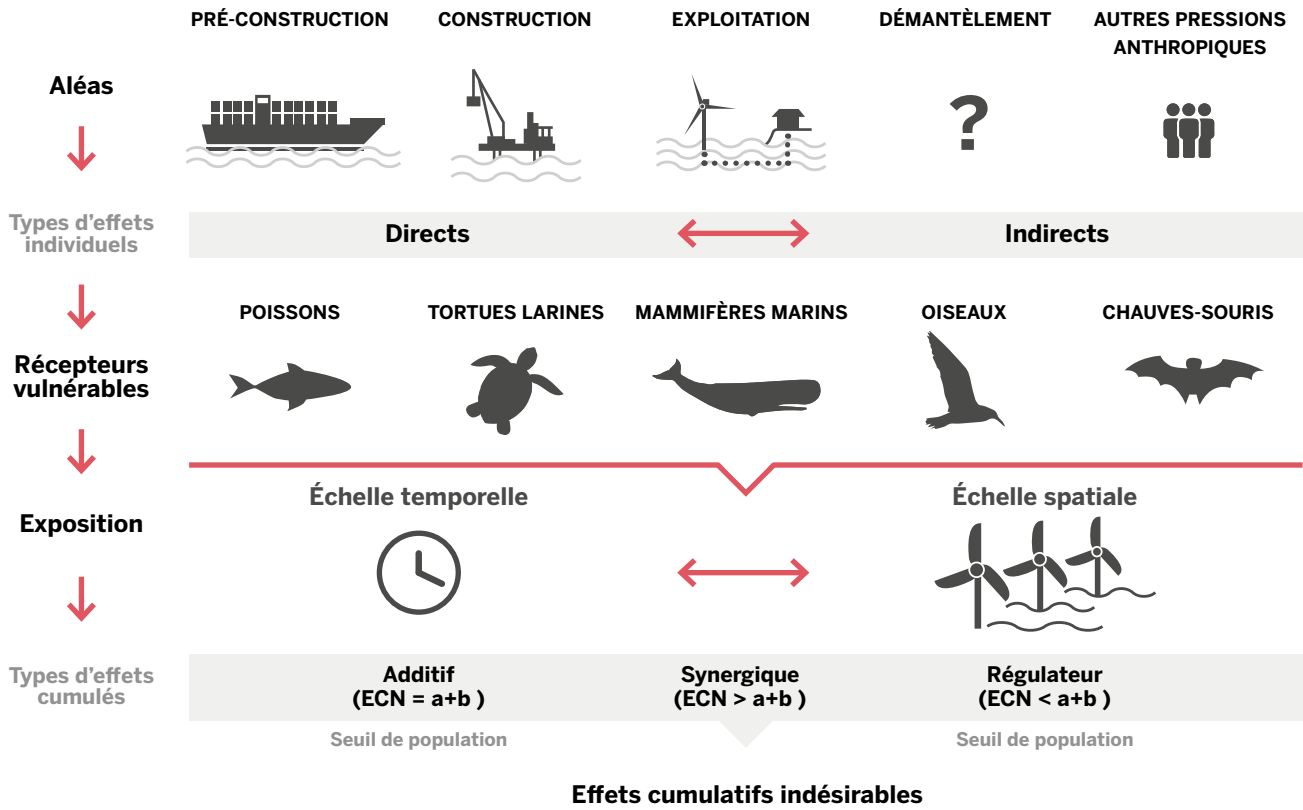 PRÉ-CONSTRUCTION
CONSTRUCTION
EXPLOITATION
DÉMANTÈLEMENT
AUTRES PRESSIONS
ANTHROPIQUES
Aléas
?
Types d’effets
individuels
Directs
Indirects
POISSONS
TORTUES LARINES
MAMMIFÈRES MARINS
OISEAUX
CHAUVES-SOURIS
Récepteurs
vulnérables
Échelle temporelle
Échelle spatiale
Exposition
Types d’effets
cumulés
Additif
(ECN = a+b )
Synergique
(ECN > a+b )
Régulateur
(ECN < a+b )
Seuil de population
Seuil de population
Effets cumulatifs indésirables